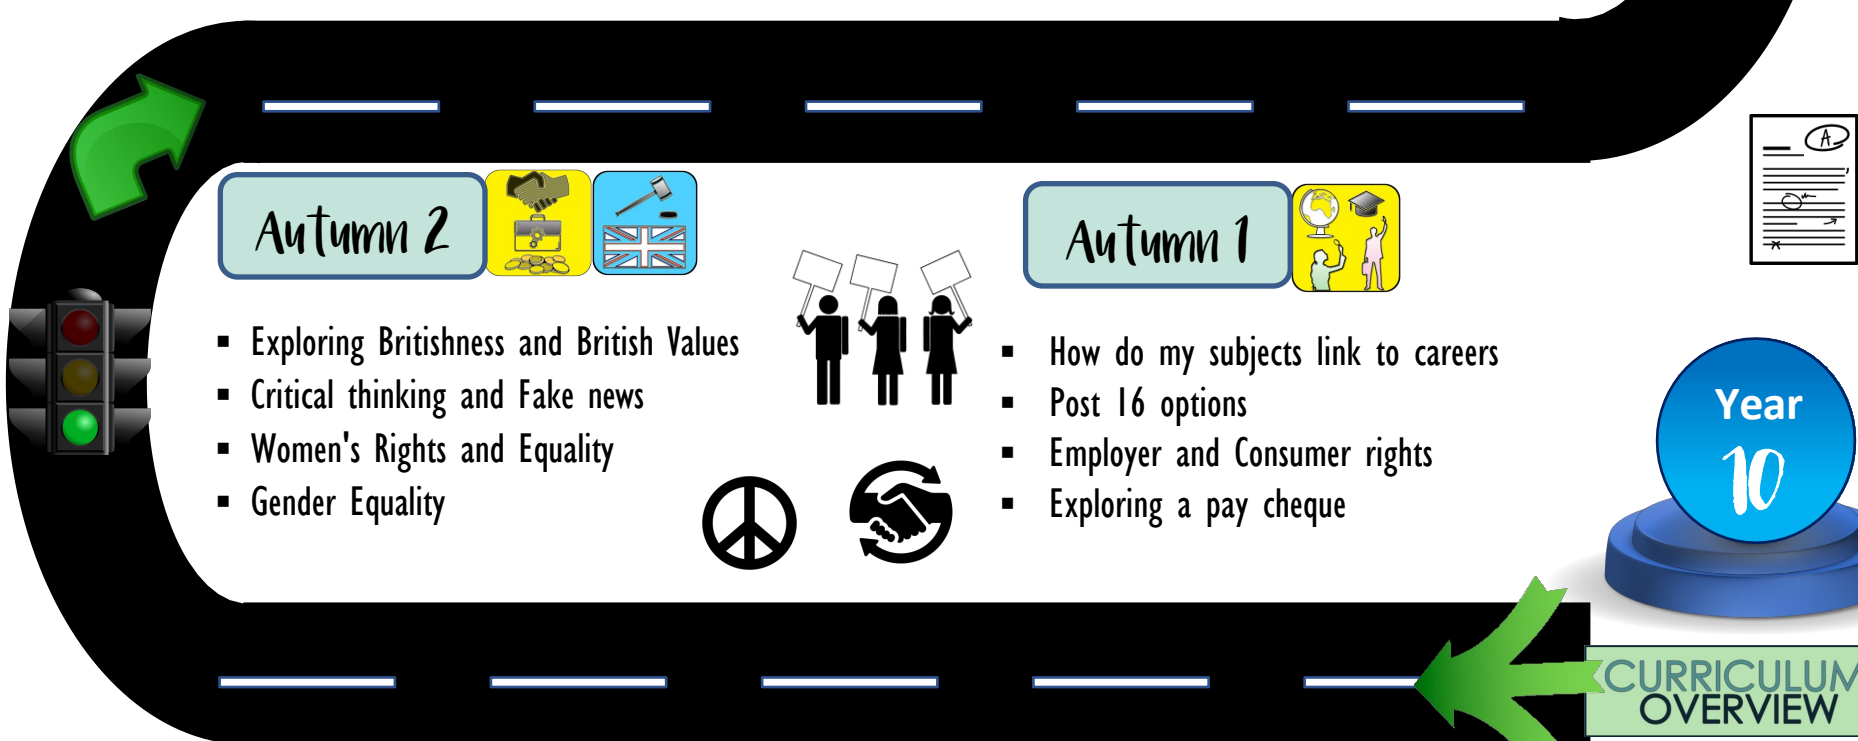 Autumn 2
▪ Exploring Britishness and British Values
▪ Critical thinking and Fake news
▪ Women's Rights and Equality
▪ Gender Equality
Autumn 1
▪ How do my subjects link to careers
▪ Post 16 options
▪ Employer and Consumer rights
▪ Exploring a pay cheque
A
Year
10
CURRICULUM
OVERVIEW